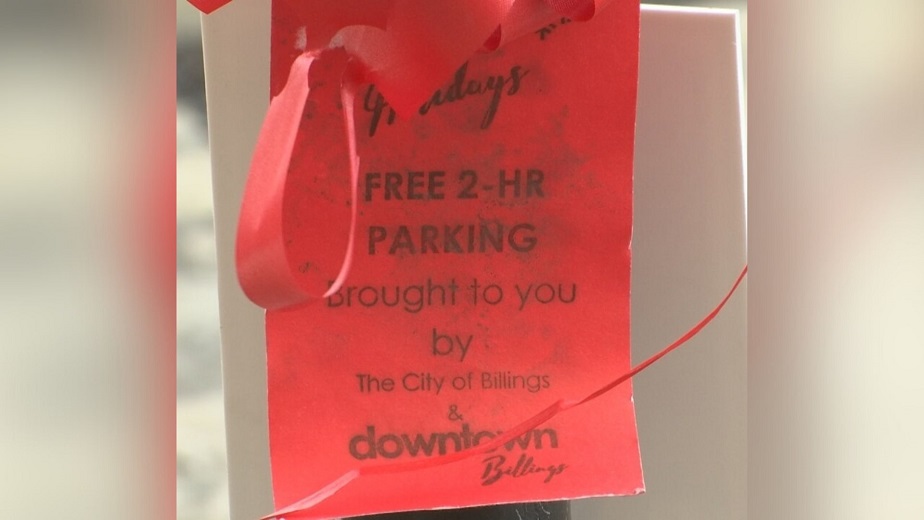 FREE 2-HR
PARKING
Brought to you
by
The City of Billings
&
downtown
Billings